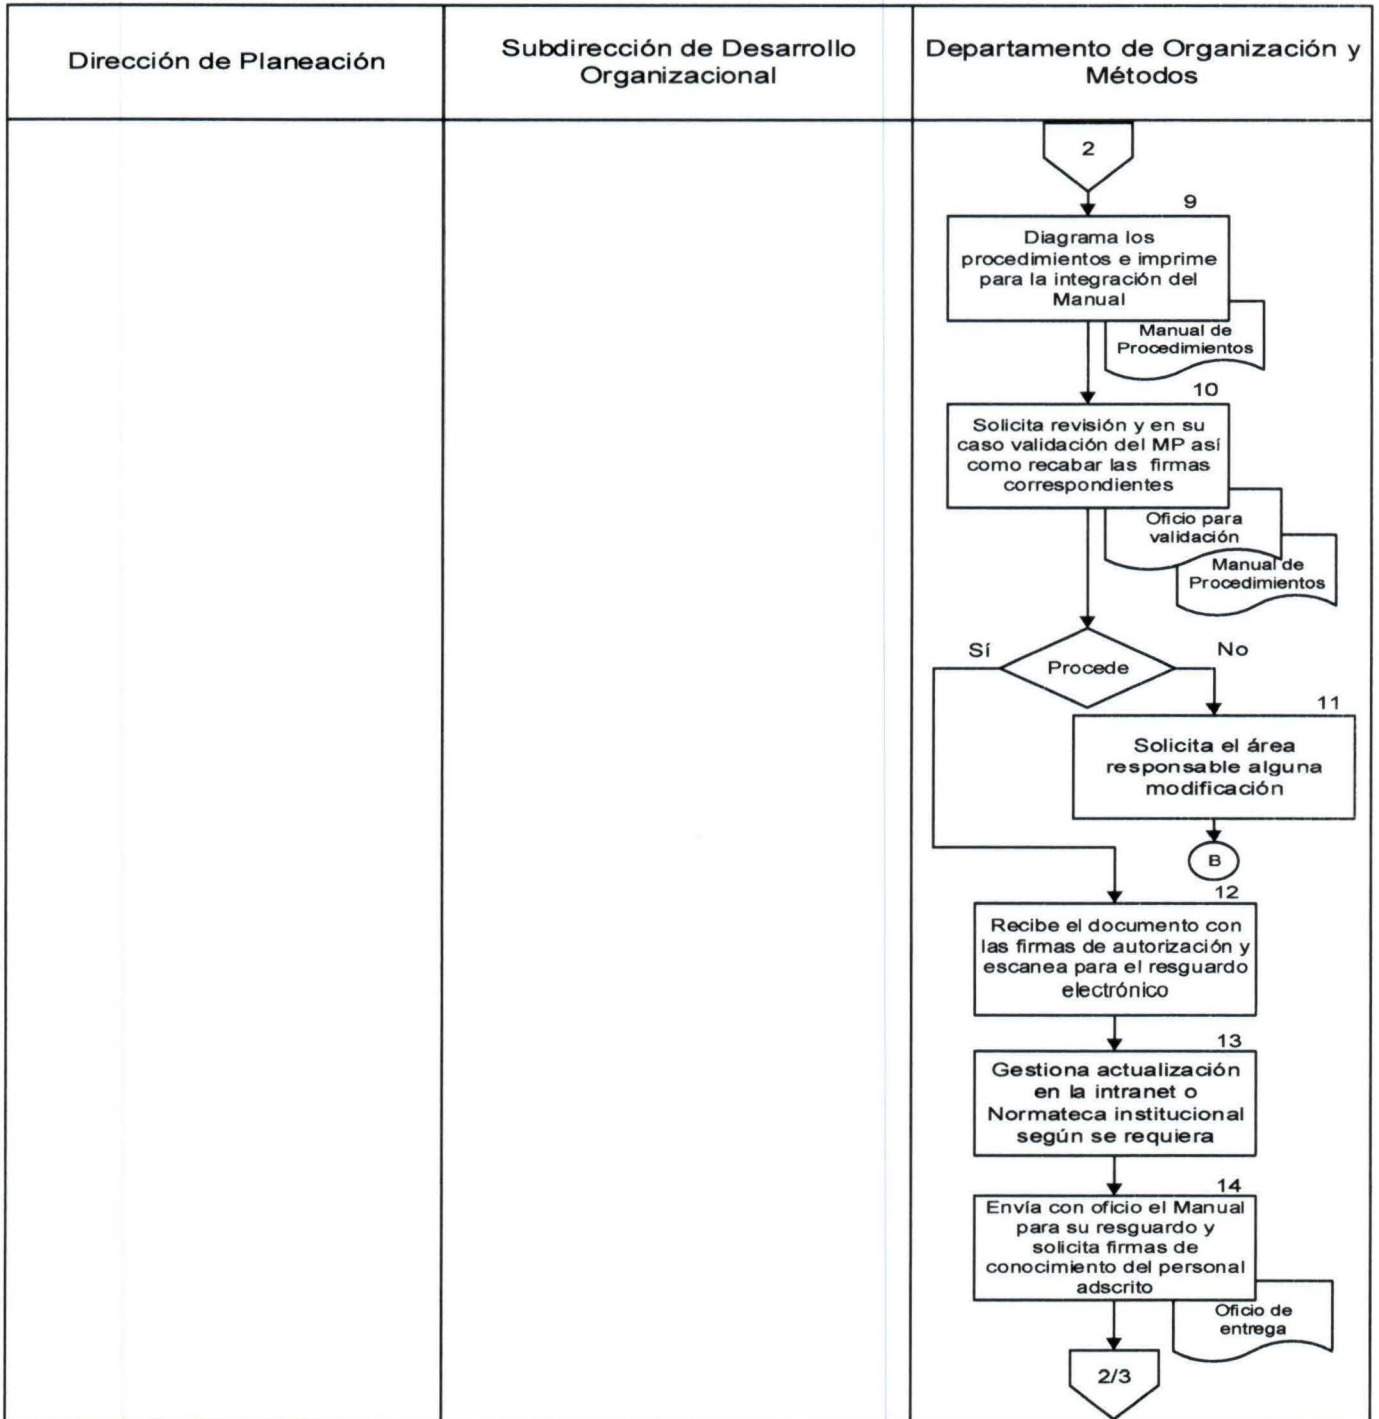 Dirección de Planeación
Subdirección de Desarrollo
Organizacional
Departamento de Organización y
Métodos
2
9
Diagrama los
procedimientos e imprime
para la integración del
Manual
Manual de
Procedimientos
10
Solicita revisión y en su
caso validación del MP así
como recabar las firmas
correspondientes
Oficio para
validación
Manual de
Procedimientos
Sí
Procede
No
11
Solicita el área
responsable alguna
modificación
B
12
Recibe el documento con
las firmas de autorización y
escanea para el resguardo
electrónico
13
Gestiona actualización
en la intranet o
Normateca institucional
según se requiera
14
Envía con oficio el Manual
para su resguardo y
solicita firmas de
conocimiento del personal
adscrito
Oficio de
entrega
2/3